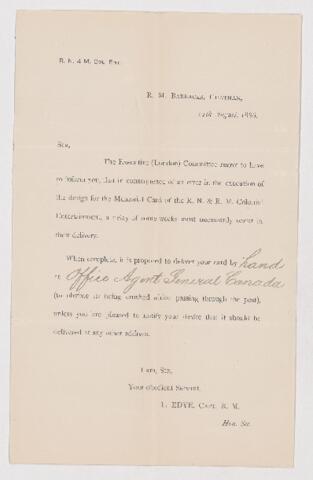 R. N. & M. Col. Ent.
R. M. Barracks, Chatham,
August, 1886.
Sir,
The Executive (London) Committee regret to have
to inform you, that in consequence of an error in the execution
of the design for the Memorial Card of the R. N. & R. M. Colonial
Entertainment, a delay of some weeks must necessarily occur in
their delivery.
When complete, it is proposed to deliver your card by hand
at Office Agent General Canada
(to obviate its being crushed when passing through the post),
unless you are pleased to notify your desire that it should be
delivered at any other address.
I am, Sir,
Your obedient Servant,
L. EDYE, Capt. R. M.
Hon. Sec.